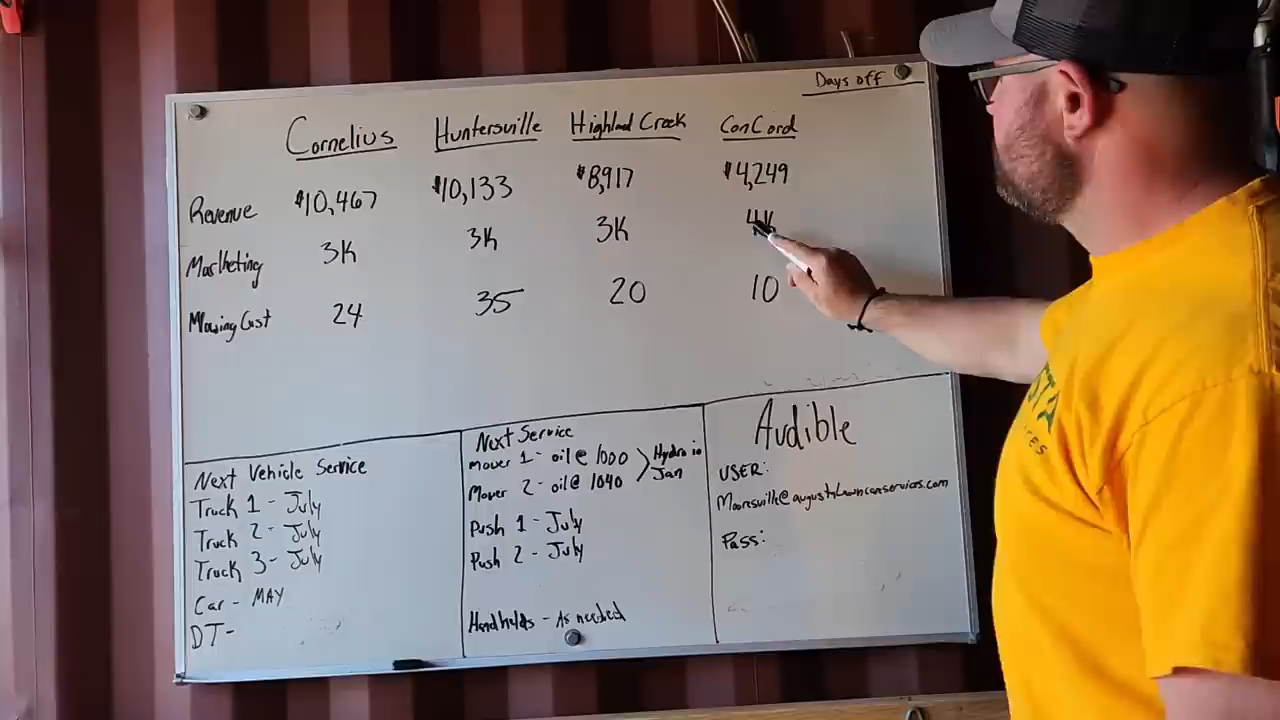 Days off
Cornelius Huntersville Highland Creek ConCord
Revenue $10,467 $10,133 $8,917 $4,249
Marketing 3K 3K 3K 4K
Mowing Cost 24 35 20 10
Next Vehicle Service
Truck 1 - July
Truck 2 - July
Truck 3 - July
Car - MAY
DT-
Next Service
Mower 1 - oil @ 1000
Mower 2 - oil @ 1040
Hydro in
Jan
Push 1 - July
Push 2 - July
Handhelds - As needed
Audible
USER:
Pass: